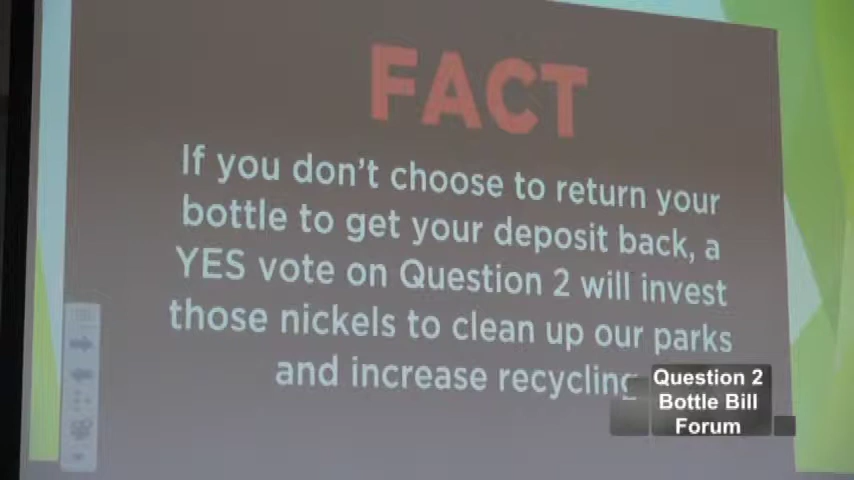 FACT
If you don't choose to return your
bottle to get your deposit back, a
YES vote on Question 2 will invest
those nickels to clean up our parks
and increase recycling
Question 2
Bottle Bill
Forum